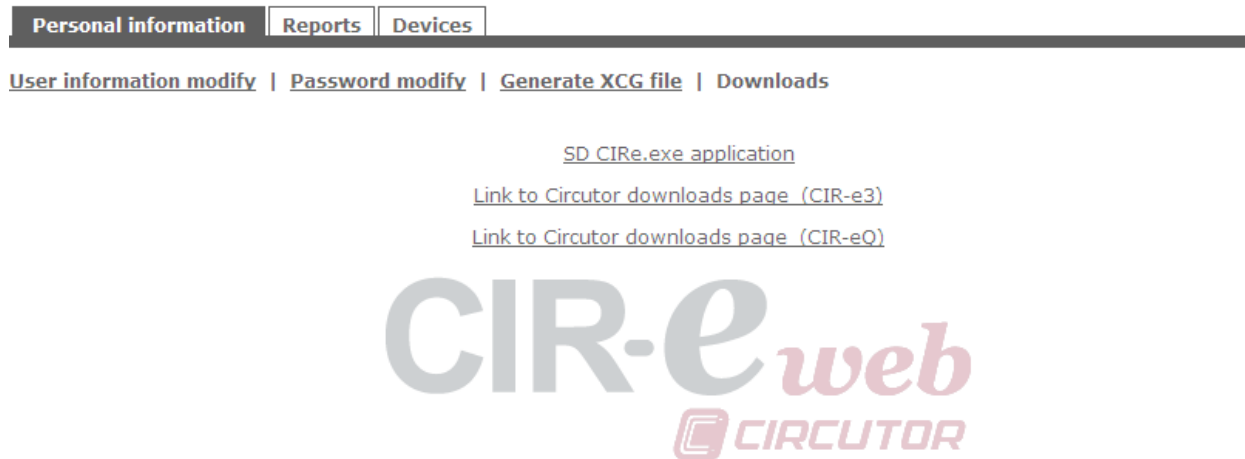 Personal information Reports Devices
User information modify | Password modify | Generate XCG file | Downloads
SD CIRe.exe application
Link to Circutor downloads page (CIR-e3)
Link to Circutor downloads page (CIR-eQ)
CIR-e web
CIRCUTOR